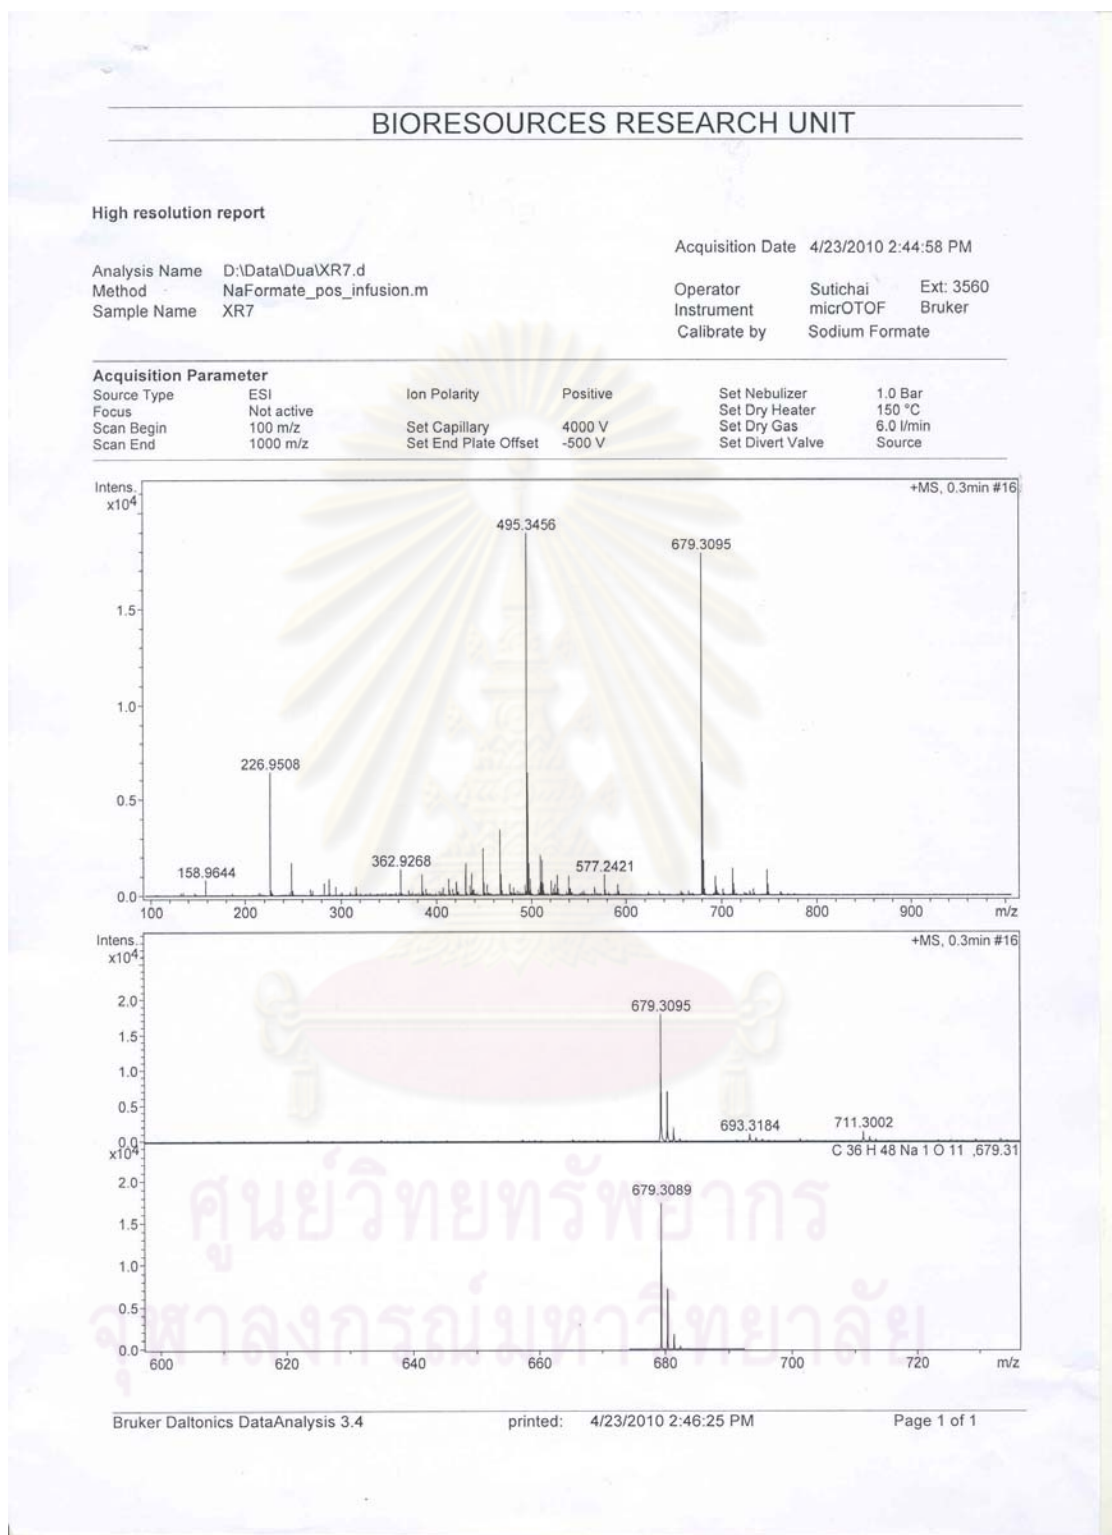 BIORESOURCES RESEARCH UNIT
High resolution report
Acquisition Date 4/23/2010 2:44:58 PM
Analysis Name D:\Data\Dua\XR7.d
Method NaFormate_pos_infusion.m
Operator Sutichai Ext: 3560
Sample Name XR7
Instrument micrOTOF Bruker
Calibrate by Sodium Formate
Acquisition Parameter
Source Type ESI Ion Polarity Positive Set Nebulizer 1.0 Bar
Focus Not active Set Dry Heater 150 °C
Scan Begin 100 m/z Set Capillary 4000 V Set Dry Gas 6.0 l/min
Scan End 1000 m/z Set End Plate Offset -500 V Set Divert Valve Source
Intens. +MS, 0.3min #16
x10⁴
495.3456
679.3095
1.5
1.0
226.9508
0.5
362.9268 577.2421
158.9644
0.0
100 200 300 400 500 600 700 800 900 m/z
Intens. +MS, 0.3min #16
x10⁴
2.0 679.3095
1.5
1.0
0.5
693.3184 711.3002
0.0
x10⁴ C 36 H 48 Na 1 O 11 ,679.31
2.0 679.3089
1.5
1.0
0.5
0.0
600 620 640 660 680 700 720 m/z
ศูนย์วิทยทรัพยากร
จุฬาลงกรณ์มหาวิทยาลัย
Bruker Daltonics DataAnalysis 3.4 printed: 4/23/2010 2:46:25 PM Page 1 of 1